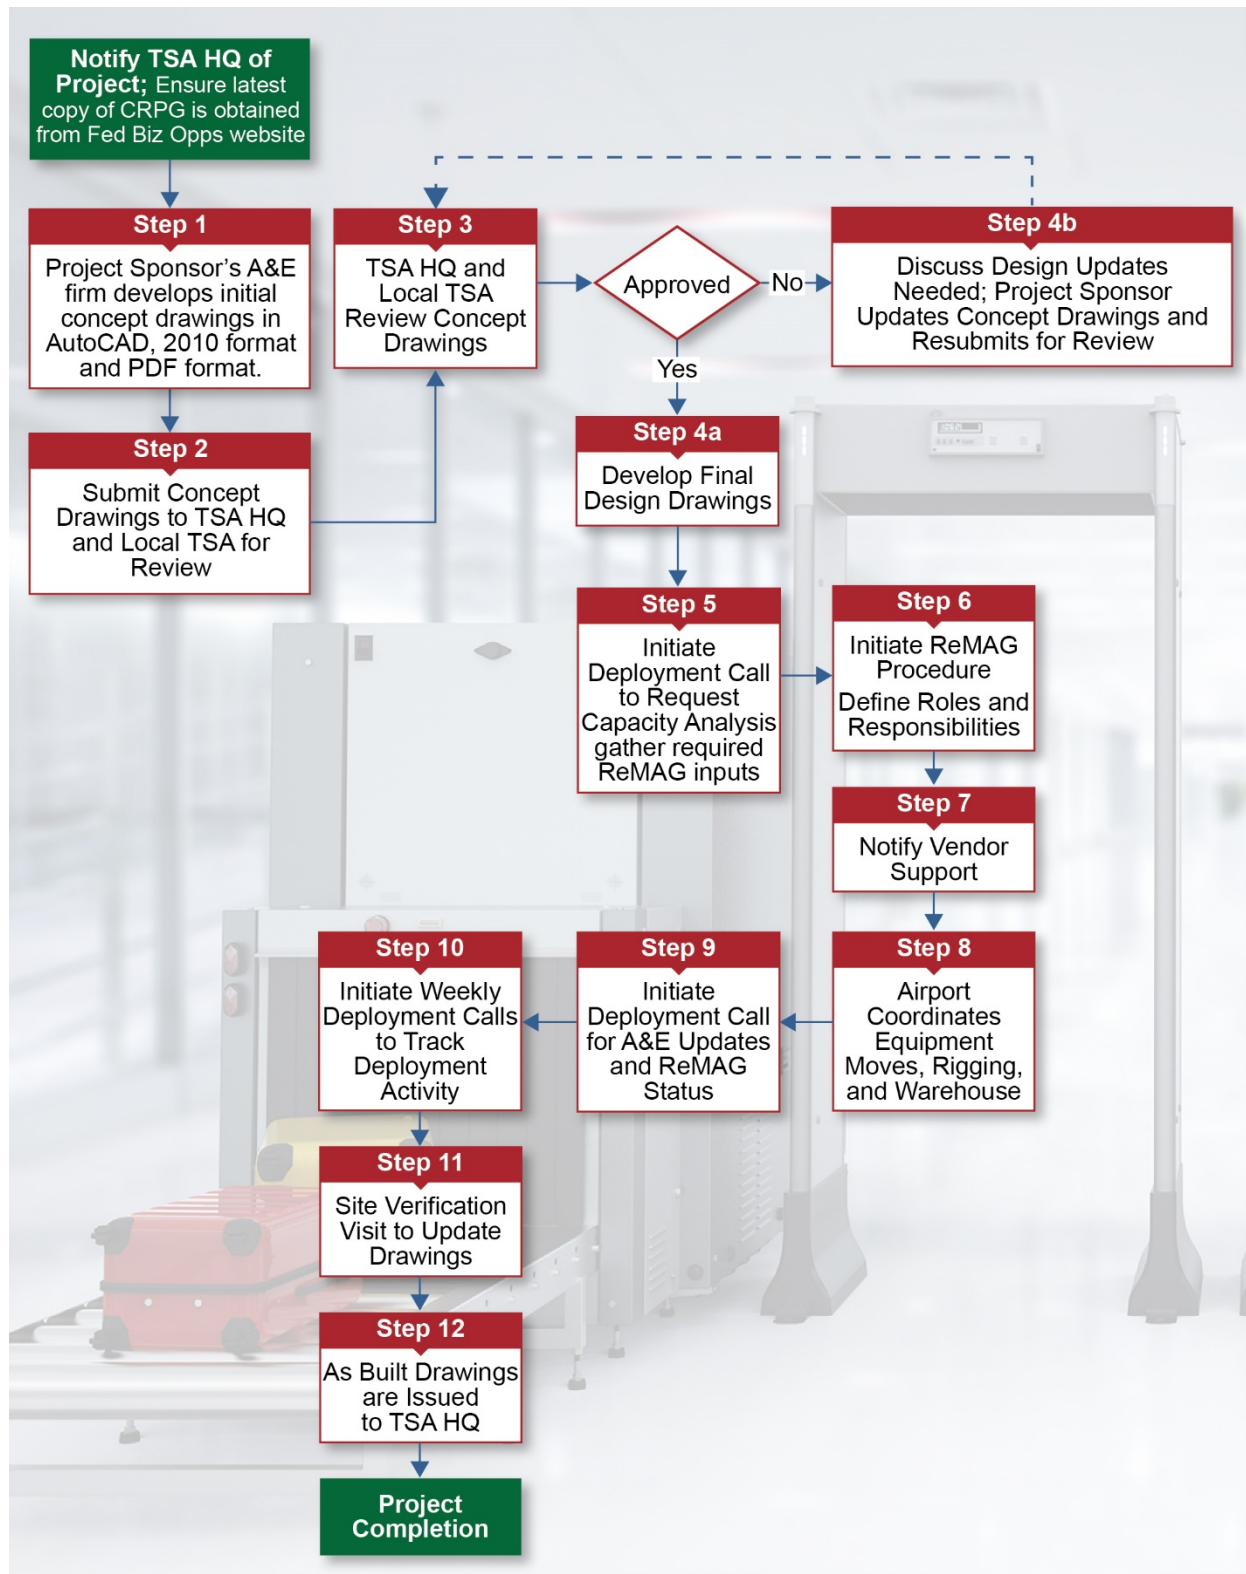 Notify TSA HQ of
Project; Ensure latest
copy of CRPG is obtained
from Fed Biz Opps website
Step 1
Project Sponsor's A&E
firm develops initial
concept drawings in
AutoCAD, 2010 format
and PDF format.
Step 2
Submit Concept
Drawings to TSA HQ
and Local TSA for
Review
Step 3
TSA HQ and
Local TSA
Review Concept
Drawings
Approved
No
Yes
Step 4b
Discuss Design Updates
Needed; Project Sponsor
Updates Concept Drawings and
Resubmits for Review
Step 4a
Develop Final
Design Drawings
Step 5
Initiate
Deployment Call
to Request
Capacity Analysis
gather required
ReMAG inputs
Step 6
Initiate ReMAG
Procedure
Define Roles and
Responsibilities
Step 7
Notify Vendor
Support
Step 8
Airport
Coordinates
Equipment
Moves, Rigging,
and Warehouse
Step 9
Initiate
Deployment Call
for A&E Updates
and ReMAG
Status
Step 10
Initiate Weekly
Deployment Calls
to Track
Deployment
Activity
Step 11
Site Verification
Visit to Update
Drawings
Step 12
As Built Drawings
are Issued
to TSA HQ
Project
Completion